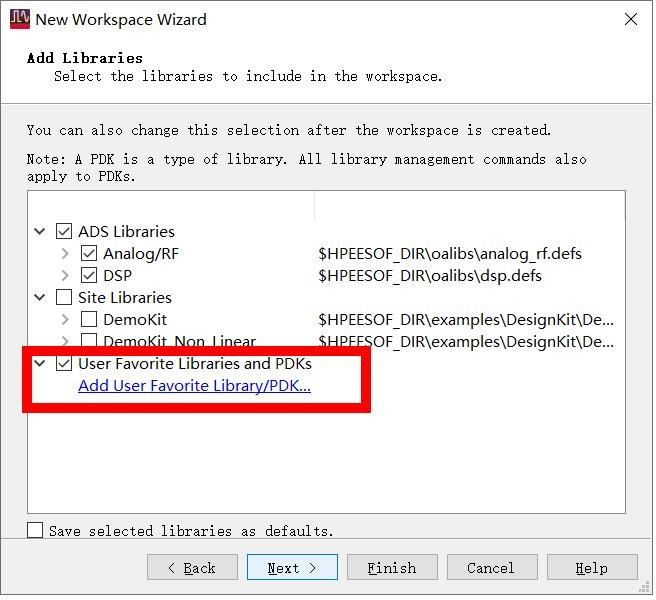 New Workspace Wizard
Add Libraries
Select the libraries to include in the workspace.
You can also change this selection after the workspace is created.
Note: A PDK is a type of library. All library management commands also
apply to PDKs.
ADS Libraries
Analog/RF $HPEESOF_DIR\oalibs\analog_rf.defs
DSP $HPEESOF_DIR\oalibs\dsp.defs
Site Libraries
DemoKit $HPEESOF_DIR\examples\DesignKit\De...
DemoKit_Non_Linear $HPEESOF_DIR\examples\DesignKit\De...
User Favorite Libraries and PDKs
Add User Favorite Library/PDK...
Save selected libraries as defaults.
< Back Next > Finish Cancel Help